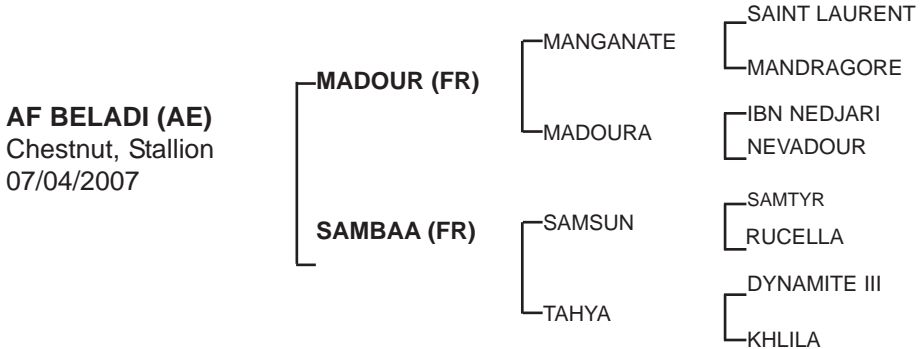 AF BELADI (AE)
Chestnut, Stallion
07/04/2007
MADOUR (FR)
SAMBAA (FR)
MANGANATE
MADOURA
SAMSUN
TAHYA
SAINT LAURENT
MANDRAGORE
IBN NEDJARI
NEVADOUR
SAMTYR
RUCELLA
DYNAMITE III
KHLILA